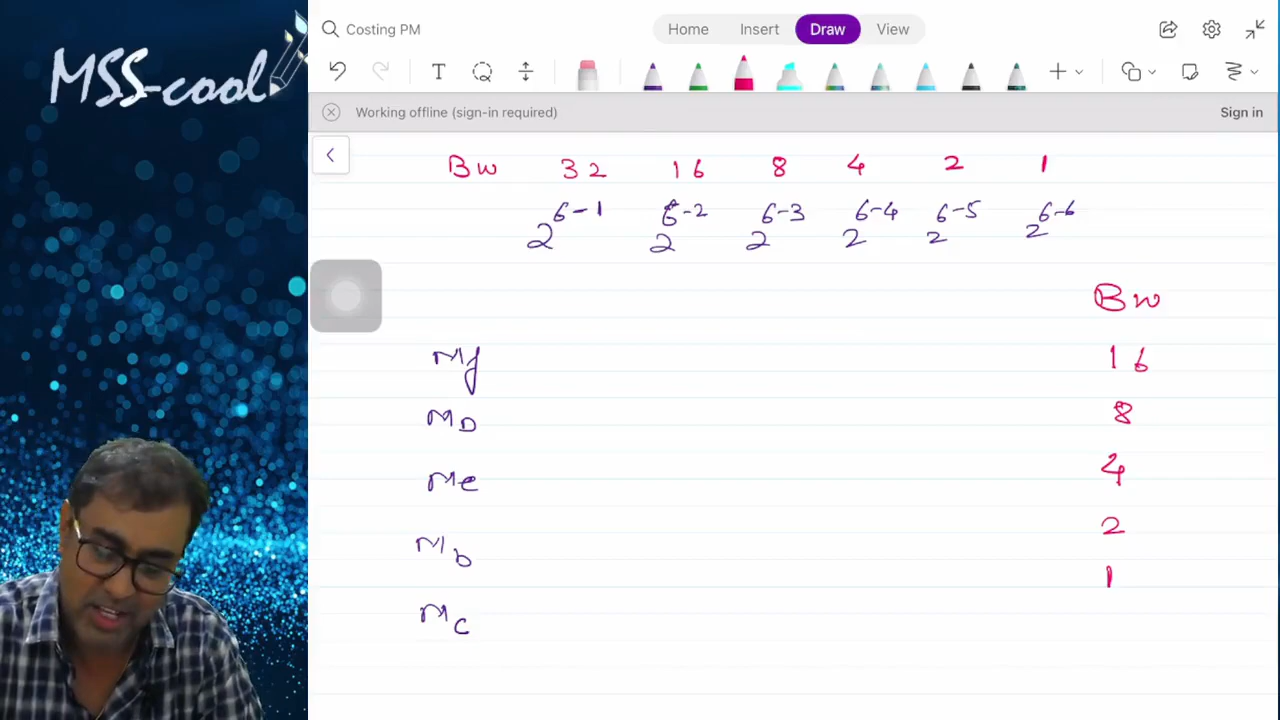 MSS-cool
Costing PM
Home Insert Draw View
Working offline (sign-in required)
Sign in
Bw 32 16 8 4 2 1
2^6-1 2^6-2 2^6-3 2^6-4 2^6-5 2^6-6
Bw
Mf 16
MD 8
Me 4
Mb 2
1
Mc